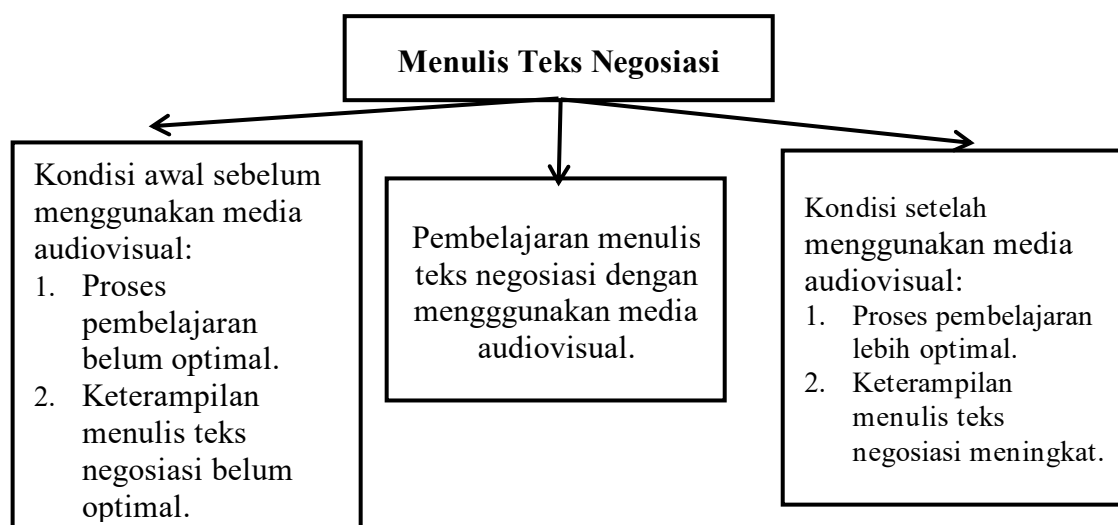 Menulis Teks Negosiasi
Kondisi awal sebelum
menggunakan media
audiovisual:
1. Proses
pembelajaran
belum optimal.
2. Keterampilan
menulis teks
negosiasi belum
optimal.
Pembelajaran menulis
teks negosiasi dengan
mengggunakan media
audiovisual.
Kondisi setelah
menggunakan media
audiovisual:
1. Proses pembelajaran
lebih optimal.
2. Keterampilan
menulis teks
negosiasi meningkat.